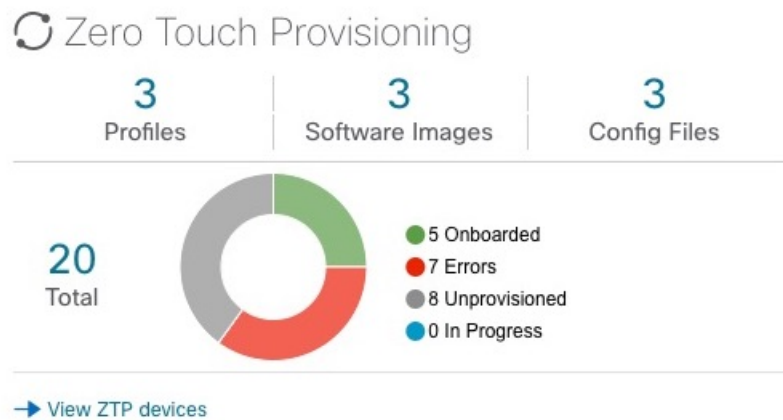 Zero Touch Provisioning
3
Profiles
3
Software Images
3
Config Files
20
Total
5 Onboarded
7 Errors
8 Unprovisioned
0 In Progress
View ZTP devices